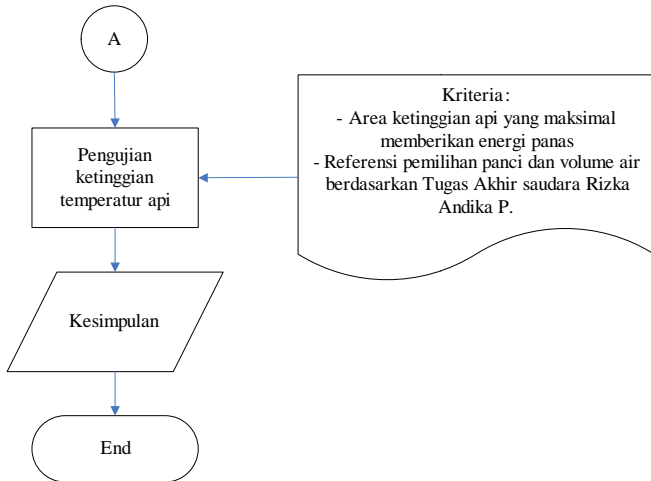 A
Pengujian
ketinggian
temperatur api
Kriteria:
- Area ketinggian api yang maksimal
memberikan energi panas
- Referensi pemilihan panci dan volume air
berdasarkan Tugas Akhir saudara Rizka
Andika P.
Kesimpulan
End